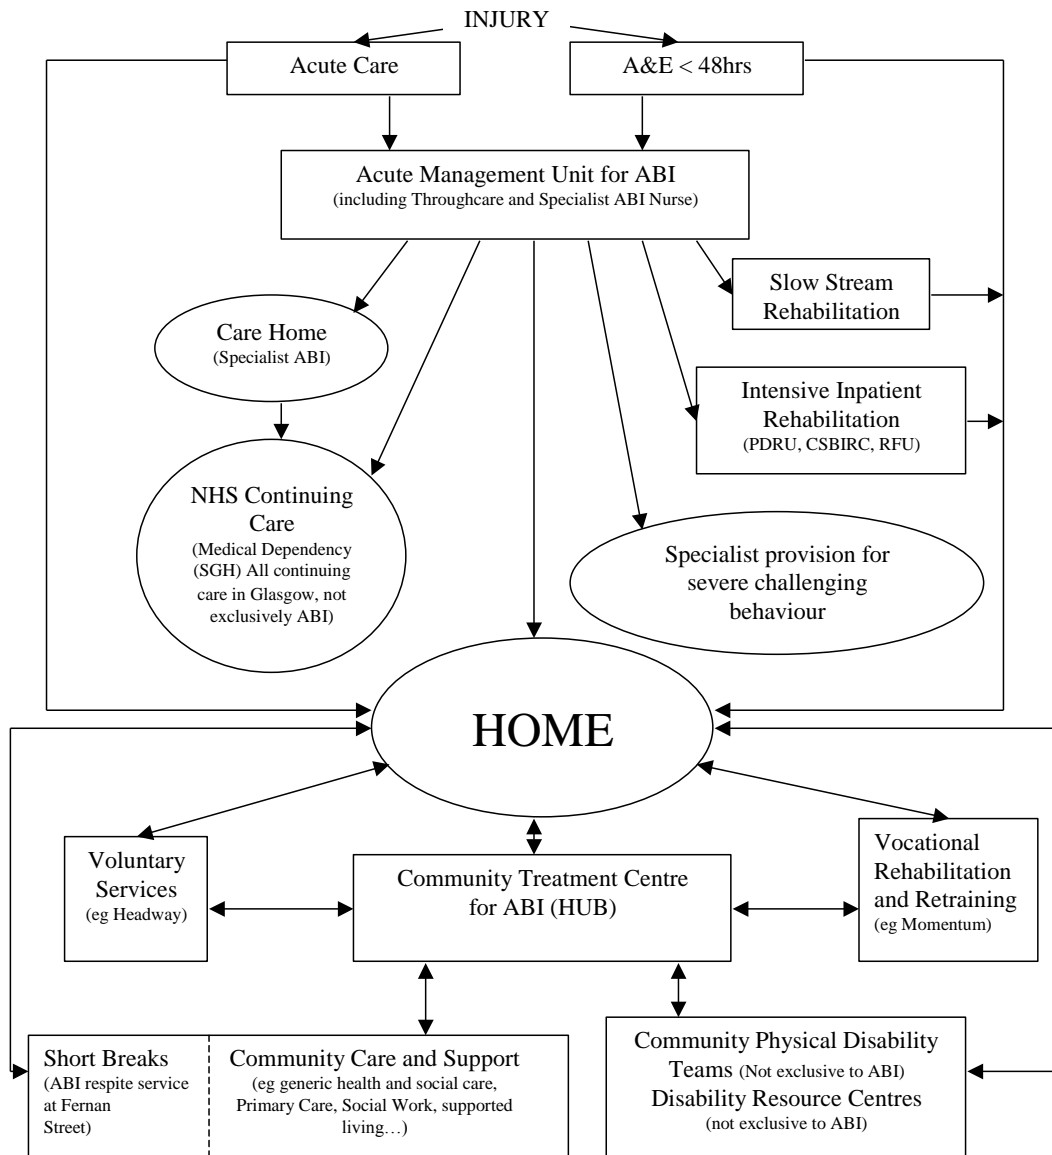 INJURY
Acute Care
A&E < 48hrs
Acute Management Unit for ABI
(including Throughcare and Specialist ABI Nurse)
Slow Stream
Rehabilitation
Care Home
(Specialist ABI)
Intensive Inpatient
Rehabilitation
(PDRU, CSBIRC, RFU)
NHS Continuing
Care
(Medical Dependency
(SGH) All continuing
care in Glasgow, not
exclusively ABI)
Specialist provision for
severe challenging
behaviour
HOME
Voluntary
Services
(eg Headway)
Community Treatment Centre
for ABI (HUB)
Vocational
Rehabilitation
and Retraining
(eg Momentum)
Short Breaks
(ABI respite service
at Fernan
Street)
Community Care and Support
(eg generic health and social care,
Primary Care, Social Work, supported
living…)
Community Physical Disability
Teams (Not exclusive to ABI)
Disability Resource Centres
(not exclusive to ABI)